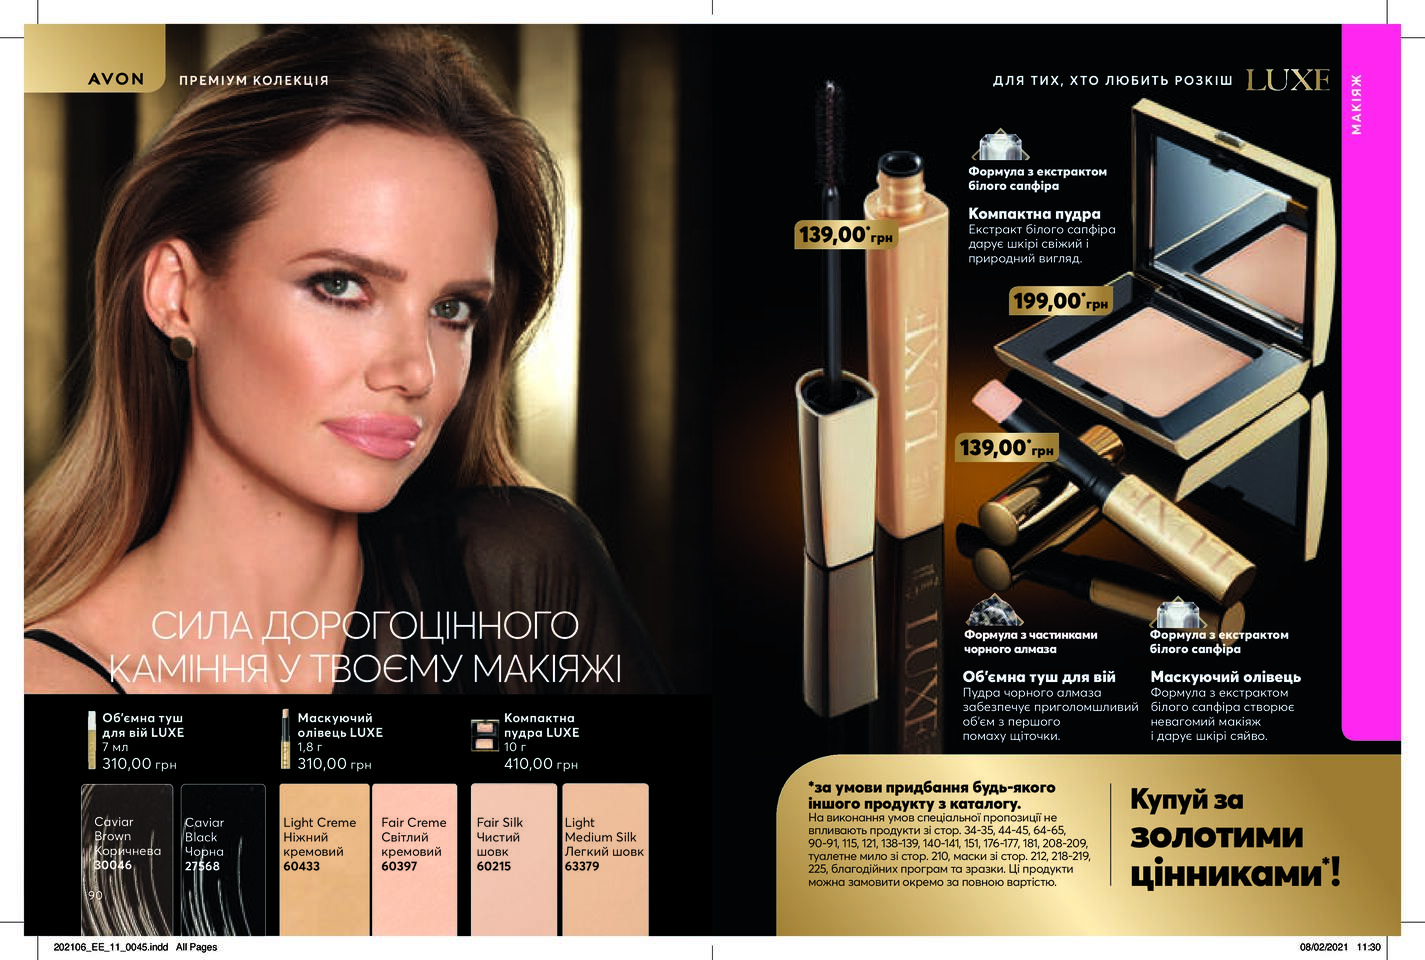 AVON
ПРЕМІУМ КОЛЕКЦІЯ
СИЛА ДОРОГОЦІННОГО
КАМІННЯ У ТВОЄМУ МАКІЯЖІ
Об'ємна туш
для вій LUXE
7 мл
310,00 грн
Маскуючий
олівець LUXE
1,8 г
310,00 грн
Компактна
пудра LUXE
10 г
410,00 грн
Caviar
Brown
Коричнева
30046
Caviar
Black
Чорна
27568
Light Creme
Ніжний
кремовий
60433
Fair Creme
Світлий
кремовий
60397
Fair Silk
Чистий
шовк
60215
Light
Medium Silk
Легкий шовк
63379
90
ДЛЯ ТИХ, ХТО ЛЮБИТЬ РОЗКІШ LUXE
МАКІЯЖ
Формула з екстрактом
білого сапфіра
Компактна пудра
Екстракт білого сапфіра
дарує шкірі свіжий і
природний вигляд.
139,00*грн
199,00*грн
139,00*грн
LUXE
LUXE
Формула з частинками
чорного алмаза
Об'ємна туш для вій
Пудра чорного алмаза
забезпечує приголомшливий
об'єм з першого
помаху щіточки.
Формула з екстрактом
білого сапфіра
Маскуючий олівець
Формула з екстрактом
білого сапфіра створює
невагомий макіяж
і дарує шкірі сяйво.
*за умови придбання будь-якого
іншого продукту з каталогу.
На виконання умов спеціальної пропозиції не
впливають продукти зі стор. 34-35, 44-45, 64-65,
90-91, 115, 121, 138-139, 140-141, 151, 176-177, 181, 208-209,
туалетне мило зі стор. 210, маски зі стор. 212, 218-219,
225, благодійних програм та зразки. Ці продукти
можна замовити окремо за повною вартістю.
Купуй за
золотими
цінниками*!
202106_EE_11_0045.indd All Pages
08/02/2021 11:30